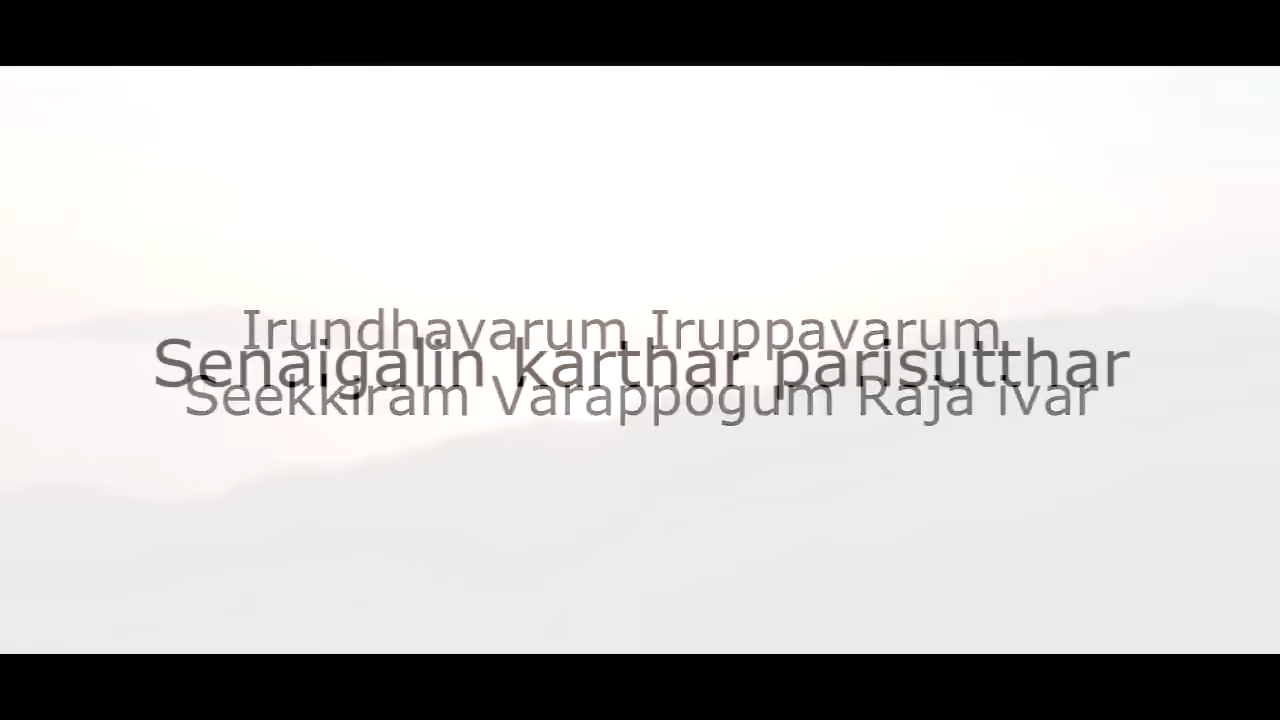 Irundhavarum Iruppavarum
Senaigalin karthar parisutthar
Seekkiram Varappogum Raja ivar